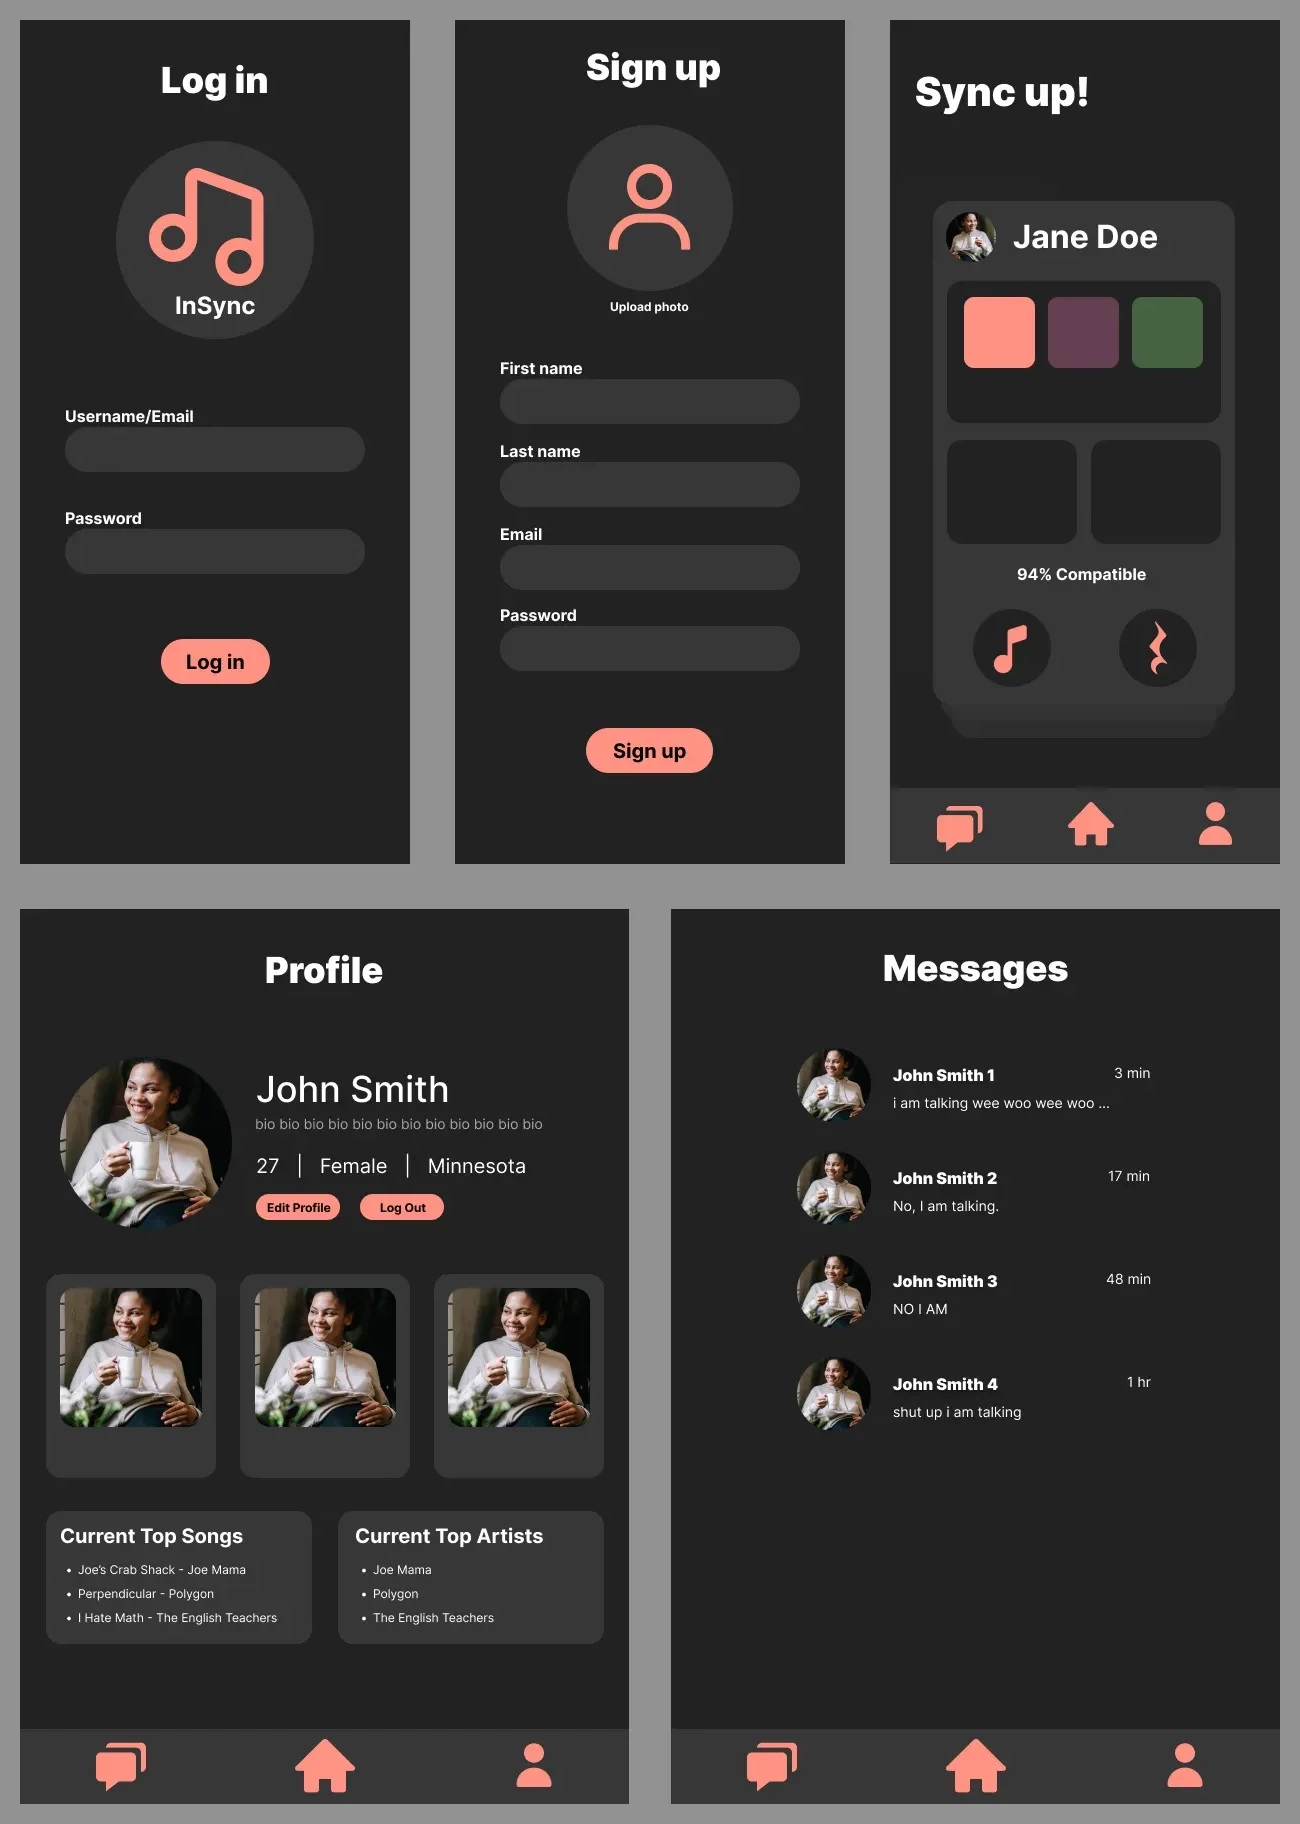 Log in
InSync
Username/Email
Password
Log in
Sign up
Upload photo
First name
Last name
Email
Password
Sign up
Sync up!
Jane Doe
94% Compatible
Profile
John Smith
bio bio bio bio bio bio bio bio bio bio bio bio
27 | Female | Minnesota
Edit Profile
Log Out
Current Top Songs
• Joe's Crab Shack - Joe Mama
• Perpendicular - Polygon
• I Hate Math - The English Teachers
Current Top Artists
• Joe Mama
• Polygon
• The English Teachers
Messages
John Smith 1
3 min
i am talking wee woo wee woo ...
John Smith 2
17 min
No, I am talking.
John Smith 3
48 min
NO I AM
John Smith 4
1 hr
shut up i am talking